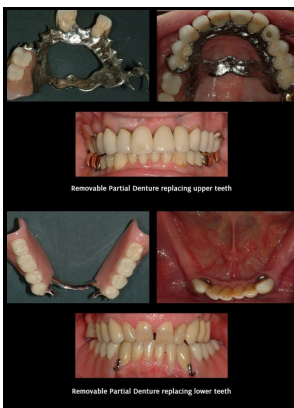 Removable Partial Denture replacing upper teeth
Removable Partial Denture replacing lower teeth